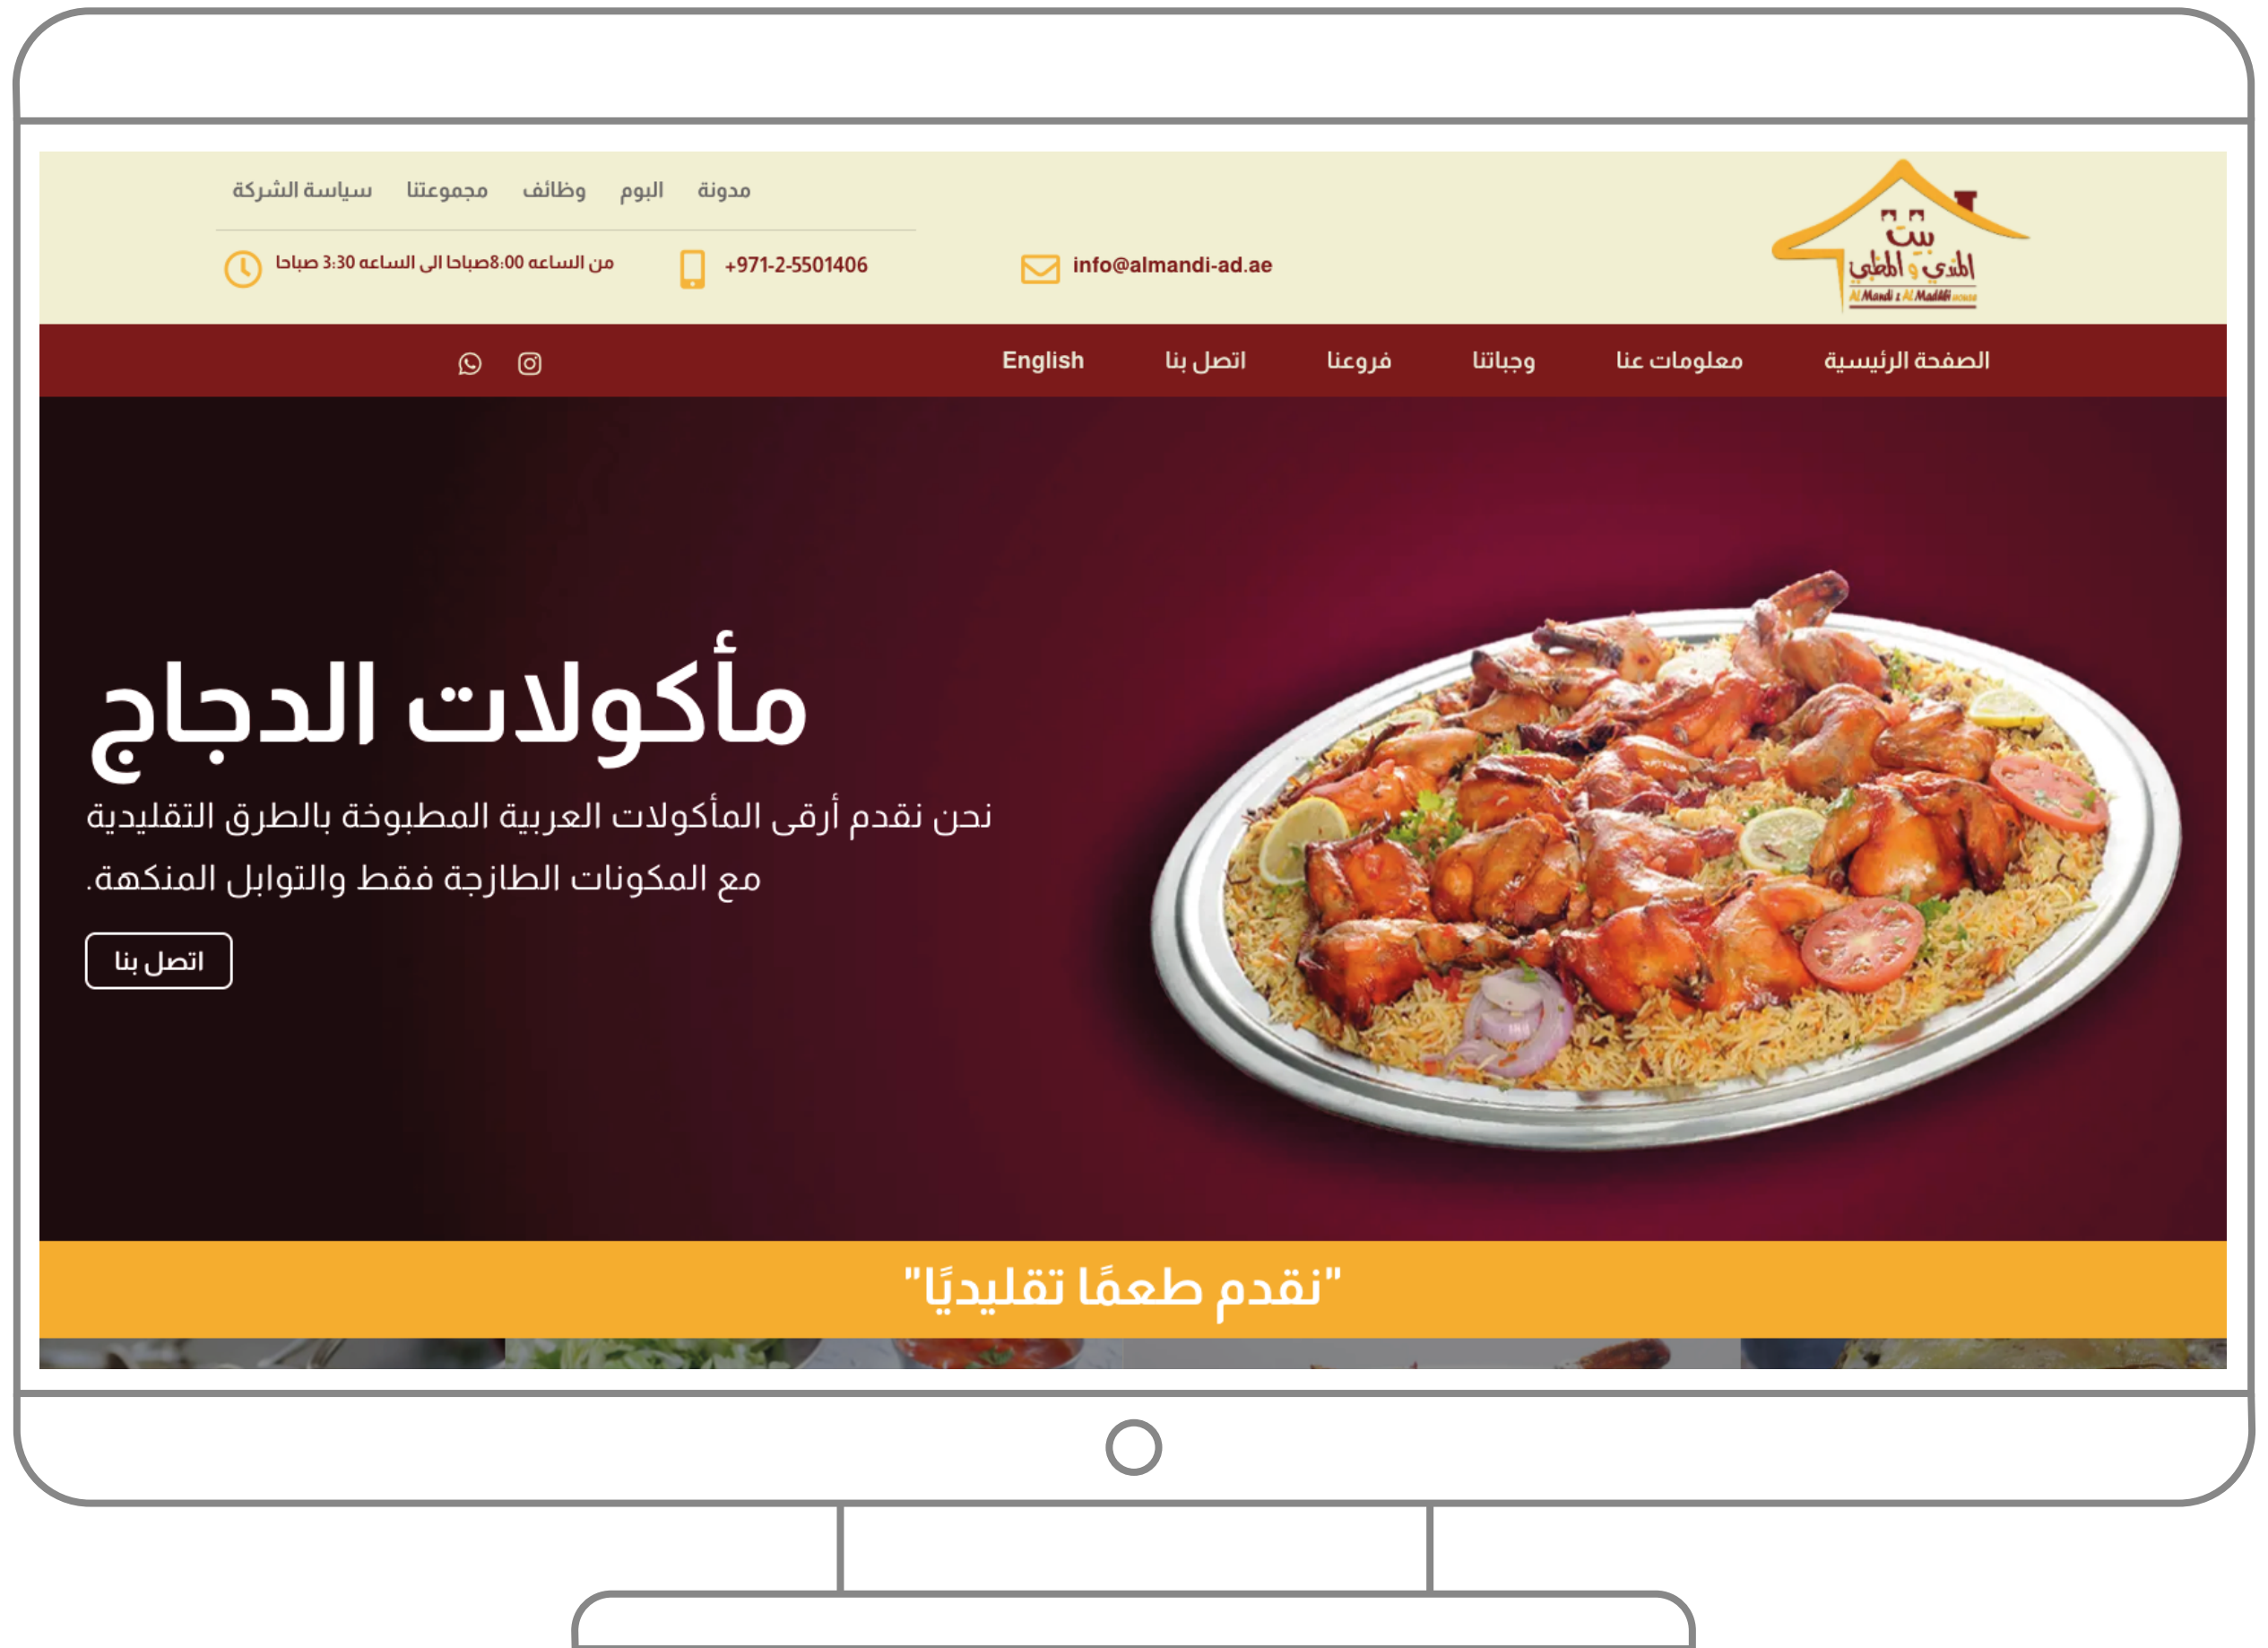 مدونة البوم وظائف مجموعتنا سياسة الشركة
بيت
المندي و المظبي
Al Mandi & Al Madhbi HOUSE
info@almandi-ad.ae
+971-2-5501406
من الساعه 8:00صباحا الى الساعه 3:30 صباحا
الصفحة الرئيسية معلومات عنا وجباتنا فروعنا اتصل بنا English
مأكولات الدجاج
نحن نقدم أرقى المأكولات العربية المطبوخة بالطرق التقليدية
مع المكونات الطازجة فقط والتوابل المنكهة.
اتصل بنا
"نقدم طعمًا تقليديًا"